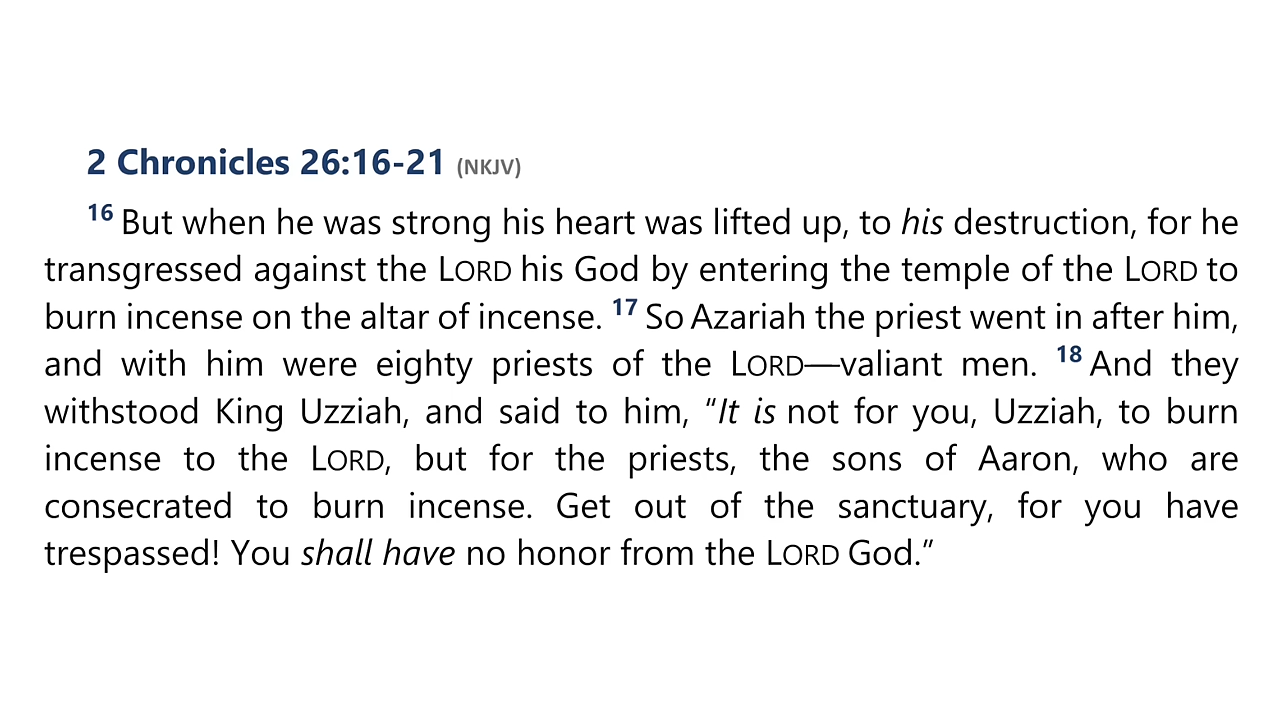 2 Chronicles 26:16-21 (NKJV)
16 But when he was strong his heart was lifted up, to his destruction, for he
transgressed against the LORD his God by entering the temple of the LORD to
burn incense on the altar of incense. 17 So Azariah the priest went in after him,
and with him were eighty priests of the LORD—valiant men. 18 And they
withstood King Uzziah, and said to him, “It is not for you, Uzziah, to burn
incense to the LORD, but for the priests, the sons of Aaron, who are
consecrated to burn incense. Get out of the sanctuary, for you have
trespassed! You shall have no honor from the LORD God.”